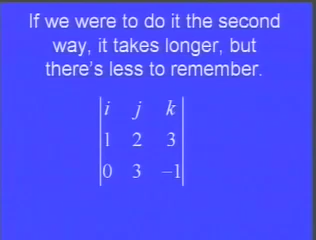 If we were to do it the second
way, it takes longer, but
there's less to remember.
i j k
1 2 3
0 3 −1